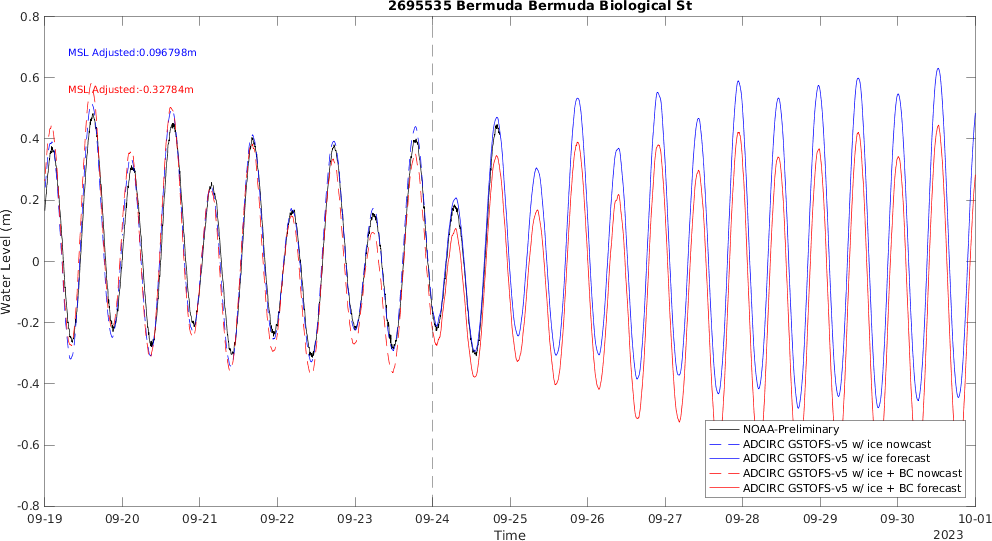 2695535 Bermuda Bermuda Biological St
MSL Adjusted:0.096798m
MSL Adjusted:-0.32784m
Water Level (m)
0.8
0.6
0.4
0.2
0
-0.2
-0.4
-0.6
-0.8
NOAA-Preliminary
ADCIRC GSTOFS-v5 w/ ice nowcast
ADCIRC GSTOFS-v5 w/ ice forecast
ADCIRC GSTOFS-v5 w/ ice + BC nowcast
ADCIRC GSTOFS-v5 w/ ice + BC forecast
09-19 09-20 09-21 09-22 09-23 09-24 09-25 09-26 09-27 09-28 09-29 09-30 10-01
Time
2023